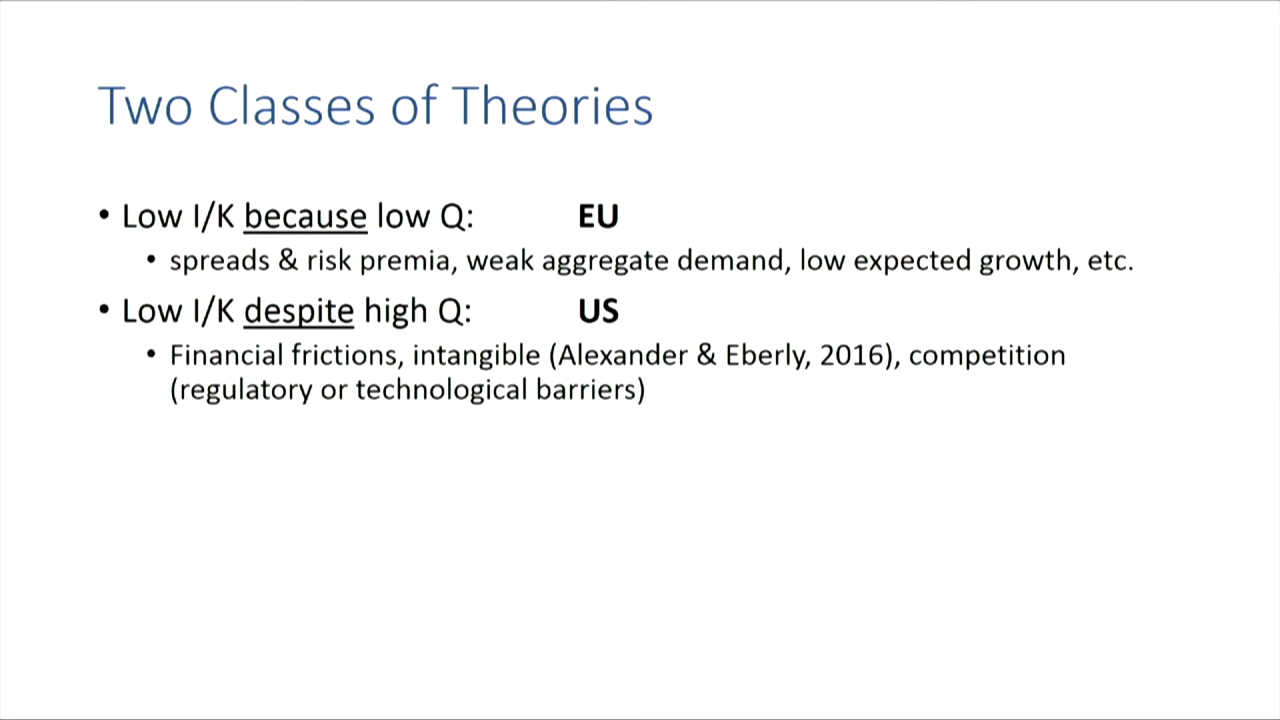 Two Classes of Theories
• Low I/K because low Q: EU
• spreads & risk premia, weak aggregate demand, low expected growth, etc.
• Low I/K despite high Q: US
• Financial frictions, intangible (Alexander & Eberly, 2016), competition
(regulatory or technological barriers)